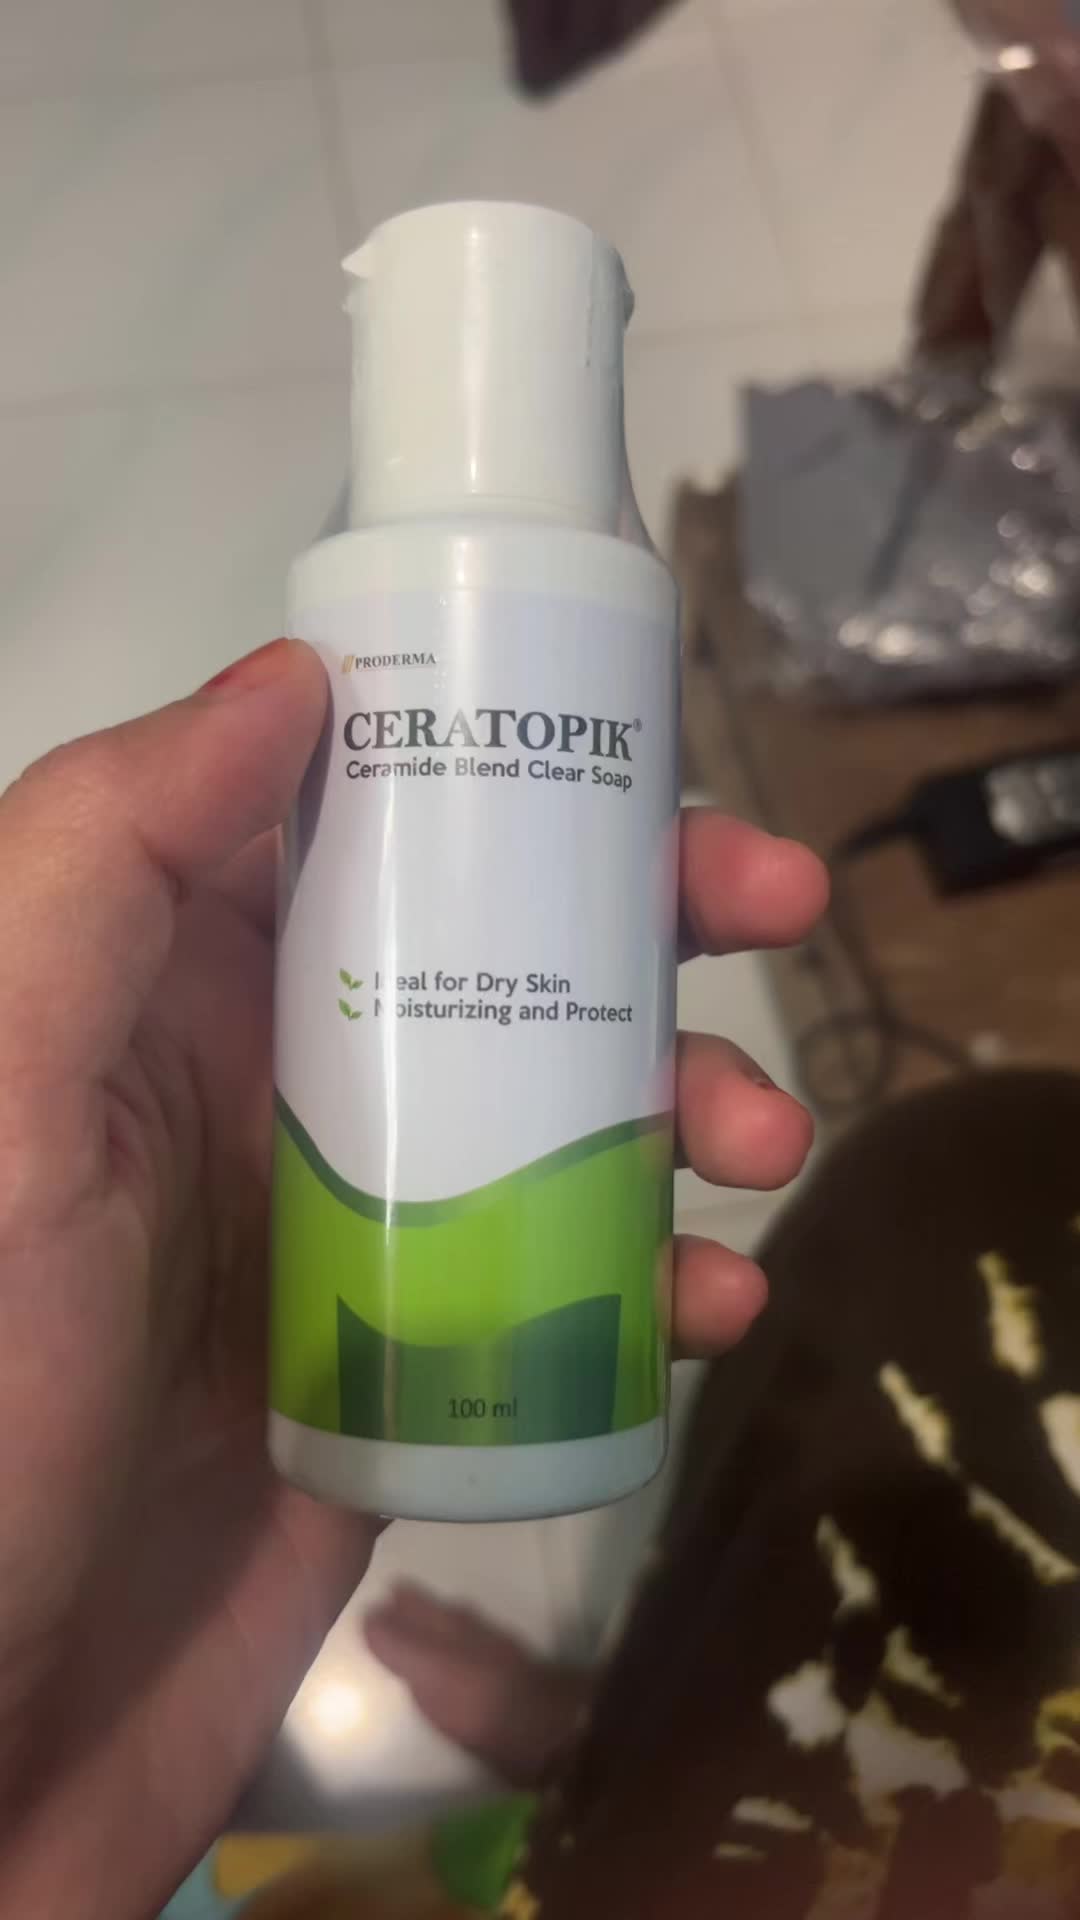 PRODERMA
CERATOPIK®
Ceramide Blend Clear Soap
Ideal for Dry Skin
Moisturizing and Protect
100 ml